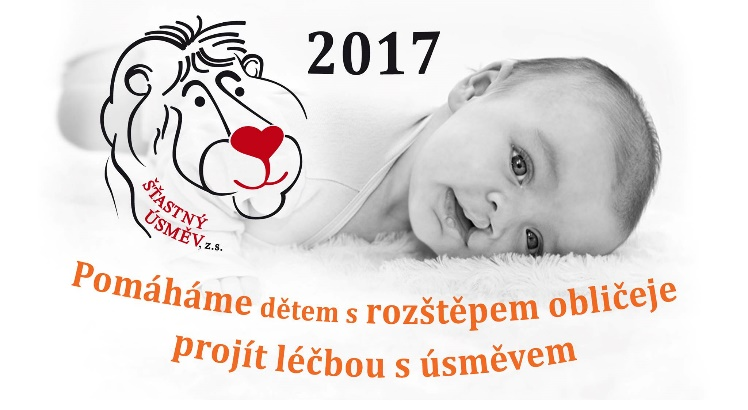 2017
ŠŤASTNÝ
ÚSMĚV, z.s.
Pomáháme dětem s rozštěpem obličeje
projít léčbou s úsměvem